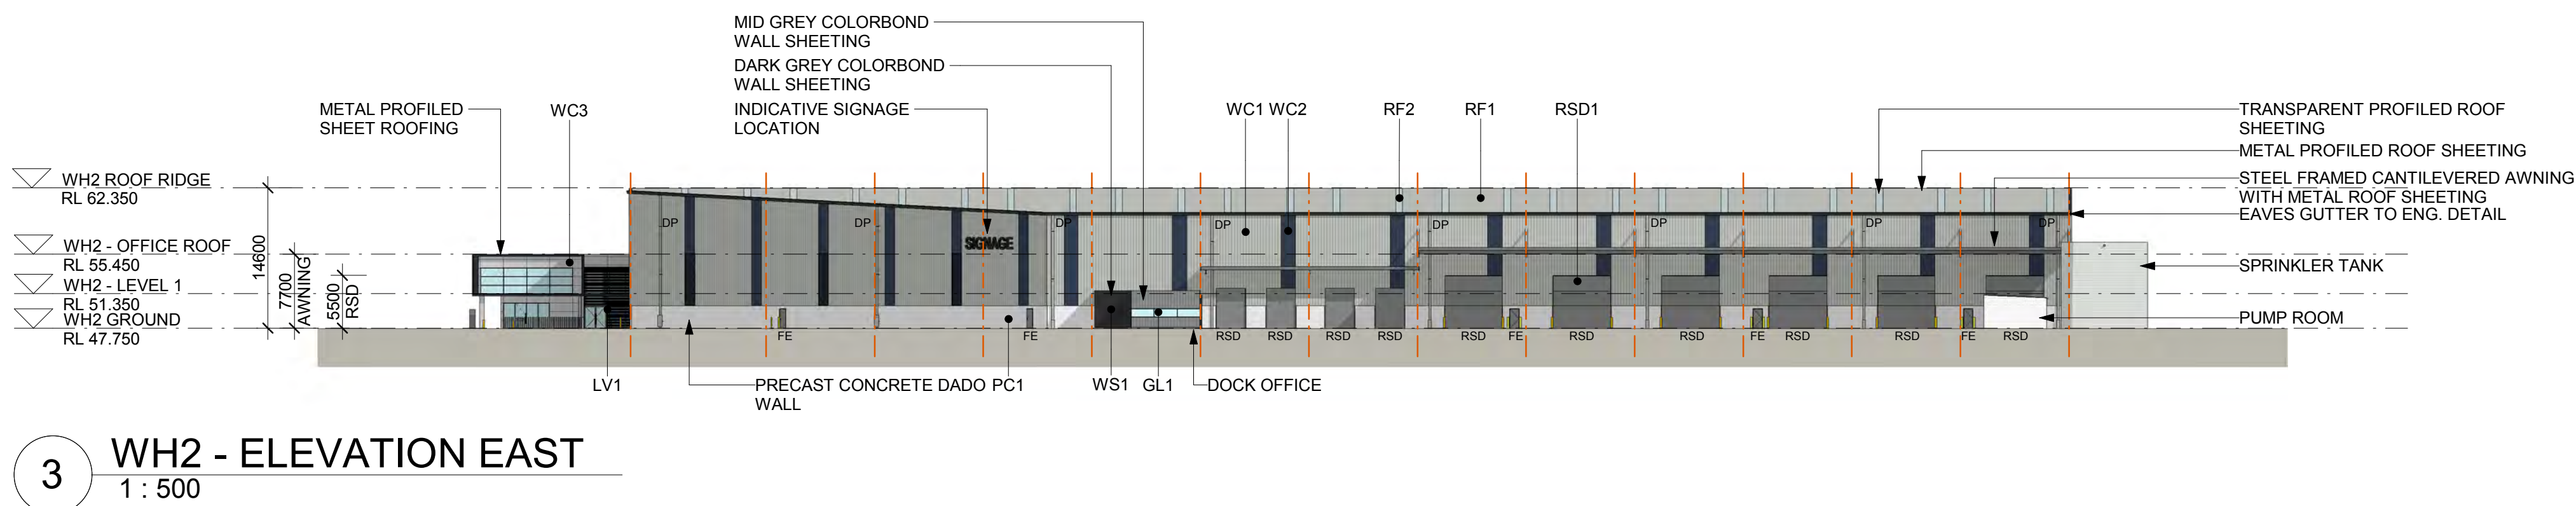 MID GREY COLORBOND
WALL SHEETING
DARK GREY COLORBOND
WALL SHEETING
INDICATIVE SIGNAGE
LOCATION
METAL PROFILED
SHEET ROOFING
WC3
WC1 WC2
RF2
RF1
RSD1
TRANSPARENT PROFILED ROOF
SHEETING
METAL PROFILED ROOF SHEETING
STEEL FRAMED CANTILEVERED AWNING
WITH METAL ROOF SHEETING
EAVES GUTTER TO ENG. DETAIL
SPRINKLER TANK
PUMP ROOM
WH2 ROOF RIDGE
RL 62.350
WH2 - OFFICE ROOF
RL 55.450
WH2 - LEVEL 1
RL 51.350
WH2 GROUND
RL 47.750
14600
7700
AWNING
5500
RSD
DP
DP
DP
DP
DP
DP
DP
DP
SIGNAGE
FE
FE
RSD
RSD
RSD
RSD
RSD
FE
RSD
RSD
FE
RSD
RSD
FE
RSD
LV1
PRECAST CONCRETE DADO
WALL
PC1
WS1
GL1
DOCK OFFICE
3
WH2 - ELEVATION EAST
1 : 500